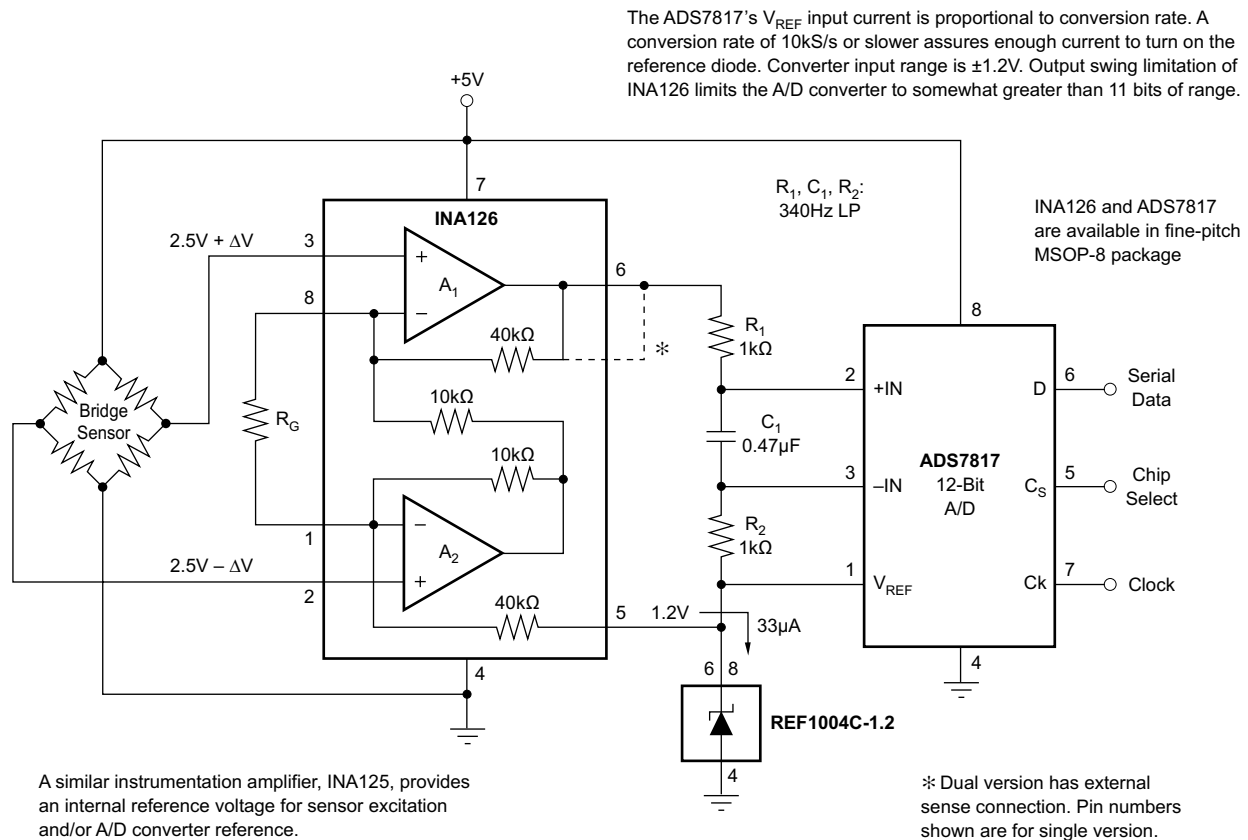 The ADS7817's VREF input current is proportional to conversion rate. A
conversion rate of 10kS/s or slower assures enough current to turn on the
reference diode. Converter input range is ±1.2V. Output swing limitation of
INA126 limits the A/D converter to somewhat greater than 11 bits of range.
+5V
7
R1, C1, R2:
340Hz LP
INA126 and ADS7817
are available in fine-pitch
MSOP-8 package
INA126
2.5V + ΔV
3
+
A1
–
6
8
40kΩ
*
R1
1kΩ
8
2
+IN
D
6
Serial
Data
Bridge
Sensor
RG
10kΩ
C1
0.47µF
10kΩ
ADS7817
12-Bit
A/D
3
–IN
CS
5
Chip
Select
1
–
A2
+
R2
1kΩ
2.5V – ΔV
2
1
VREF
Ck
7
Clock
40kΩ
5
1.2V
33µA
4
4
6 8
REF1004C-1.2
4
A similar instrumentation amplifier, INA125, provides
an internal reference voltage for sensor excitation
and/or A/D converter reference.
* Dual version has external
sense connection. Pin numbers
shown are for single version.